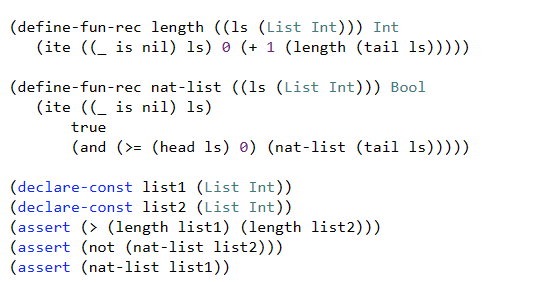 (define-fun-rec length ((ls (List Int))) Int
   (ite ((_ is nil) ls) 0 (+ 1 (length (tail ls)))))
(define-fun-rec nat-list ((ls (List Int))) Bool
   (ite ((_ is nil) ls)
       true
       (and (>= (head ls) 0) (nat-list (tail ls)))))
(declare-const list1 (List Int))
(declare-const list2 (List Int))
(assert (> (length list1) (length list2)))
(assert (not (nat-list list2)))
(assert (nat-list list1))